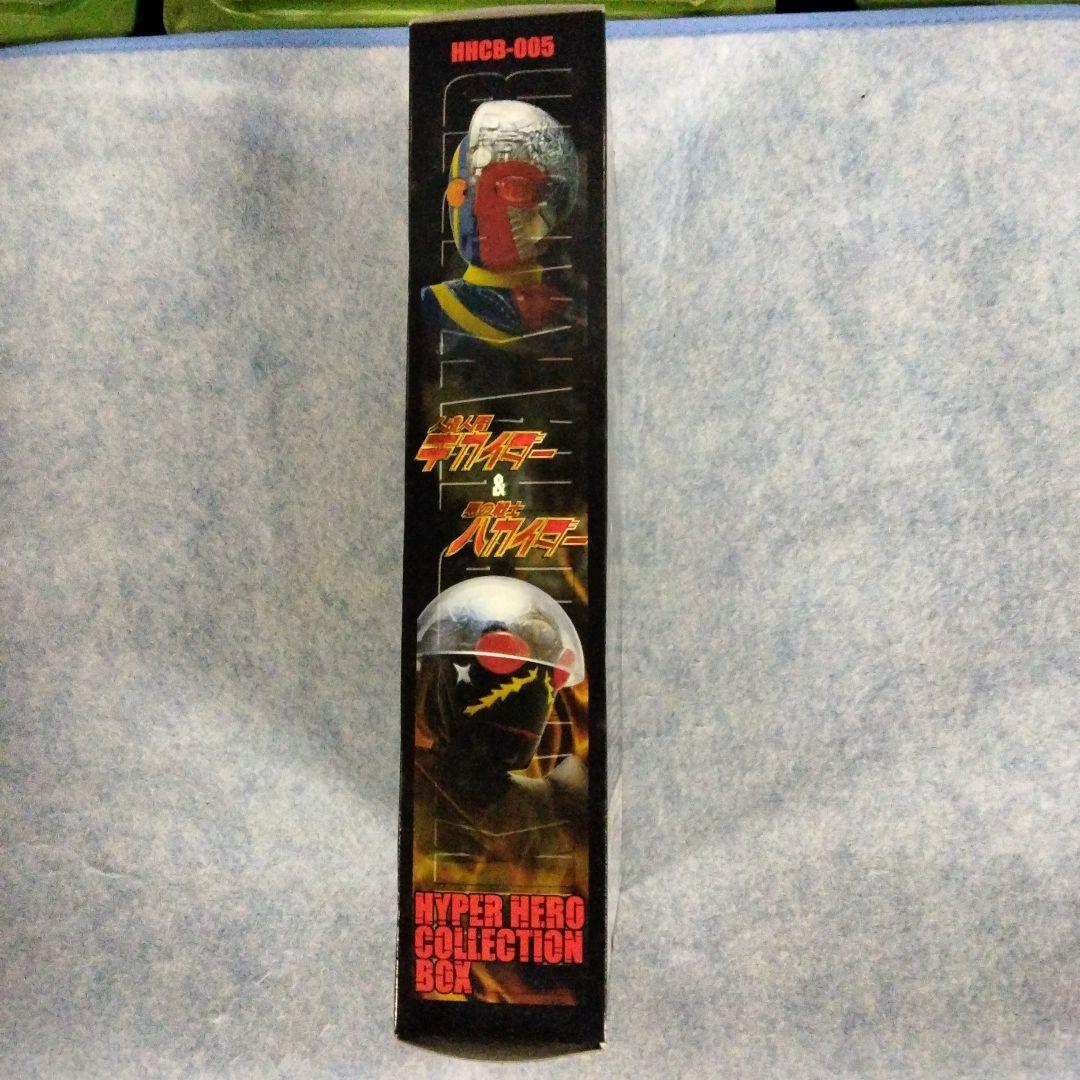 HHCB-005
人造人間
キカイダー
&
悪の戦士
ハカイダー
HYPER HERO
COLLECTION
BOX